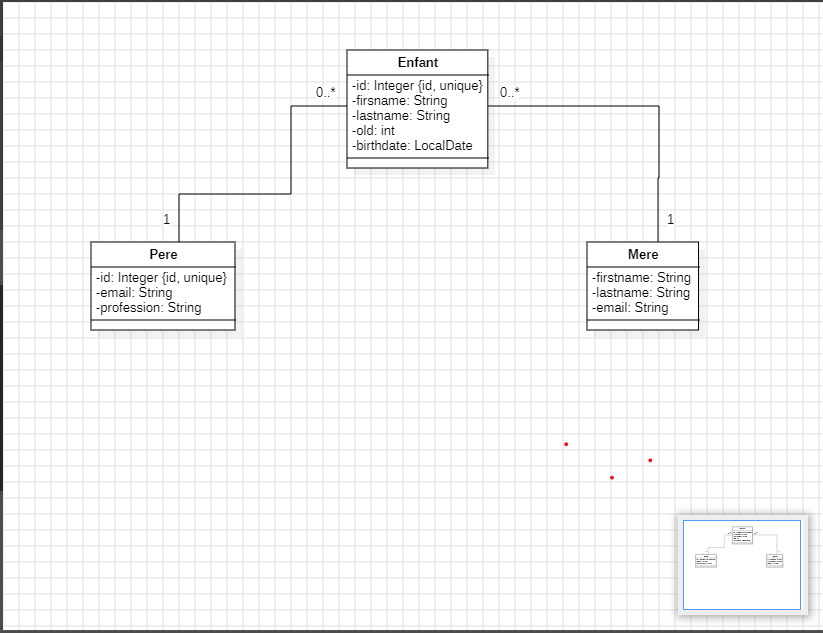 Enfant
-id: Integer {id, unique}
-firsname: String
-lastname: String
-old: int
-birthdate: LocalDate
0..*
0..*
1
1
Pere
-id: Integer {id, unique}
-email: String
-profession: String
Mere
-firstname: String
-lastname: String
-email: String